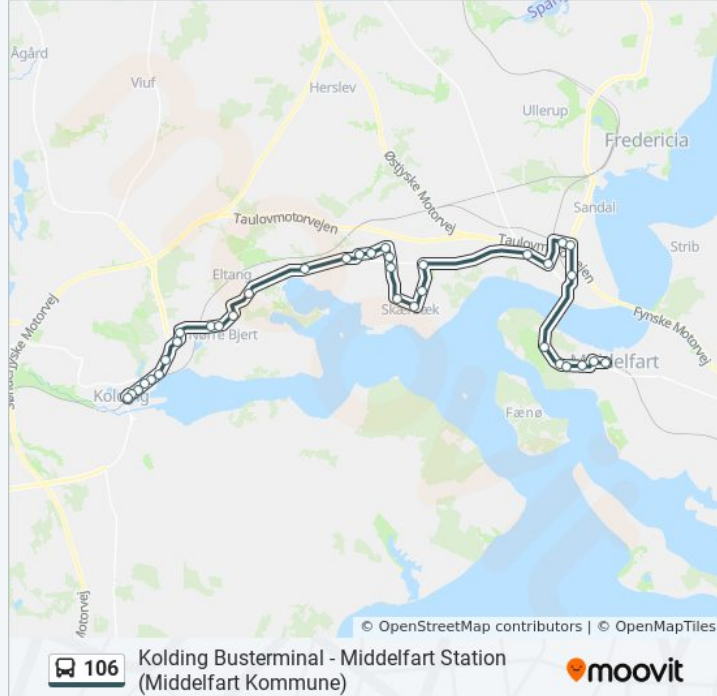 Ågård
Viuf
Herslev
Ullerup
Fredericia
Østjyske Motorvej
Sandal
Taulovmotorvejen
Strib
Eltang
Skærbæk
Fynske Motorvej
Nørre Bjert
Middelfart
Kolding
Fænø
Motorvej
© OpenStreetMap contributors | © OpenMapTiles
106
Kolding Busterminal - Middelfart Station
(Middelfart Kommune)
moovit